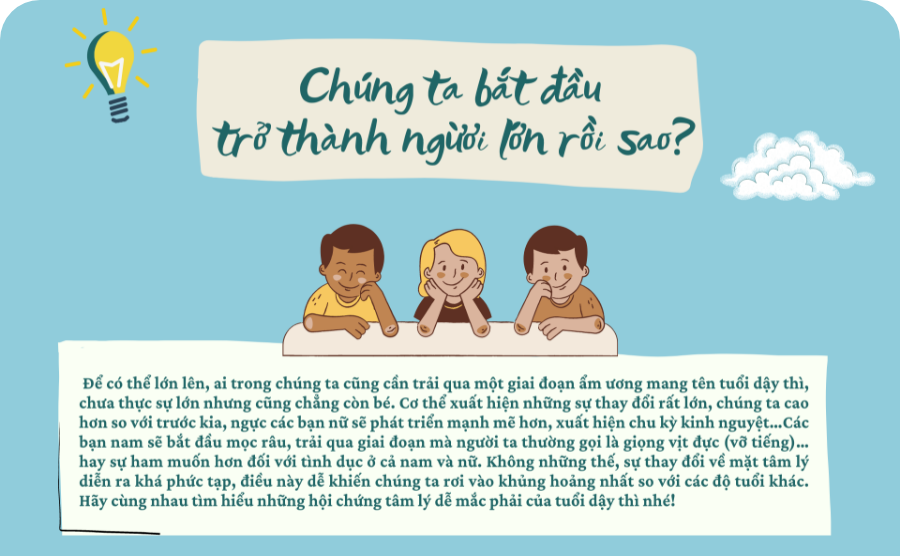 Chúng ta bắt đầu
trở thành người lớn rồi sao?
Để có thể lớn lên, ai trong chúng ta cũng cần trải qua một giai đoạn ẩm ương mang tên tuổi dậy thì,
chưa thực sự lớn nhưng cũng chẳng còn bé. Cơ thể xuất hiện những sự thay đổi rất lớn, chúng ta cao
hơn so với trước kia, ngực các bạn nữ sẽ phát triển mạnh mẽ hơn, xuất hiện chu kỳ kinh nguyệt...Các
bạn nam sẽ bắt đầu mọc râu, trải qua giai đoạn mà người ta thường gọi là giọng vịt đực (vỡ tiếng)...
hay sự ham muốn hơn đối với tình dục ở cả nam và nữ. Không những thế, sự thay đổi về mặt tâm lý
diễn ra khá phức tạp, điều này dễ khiến chúng ta rơi vào khủng hoảng nhất so với các độ tuổi khác.
Hãy cùng nhau tìm hiểu những hội chứng tâm lý dễ mắc phải của tuổi dậy thì nhé!